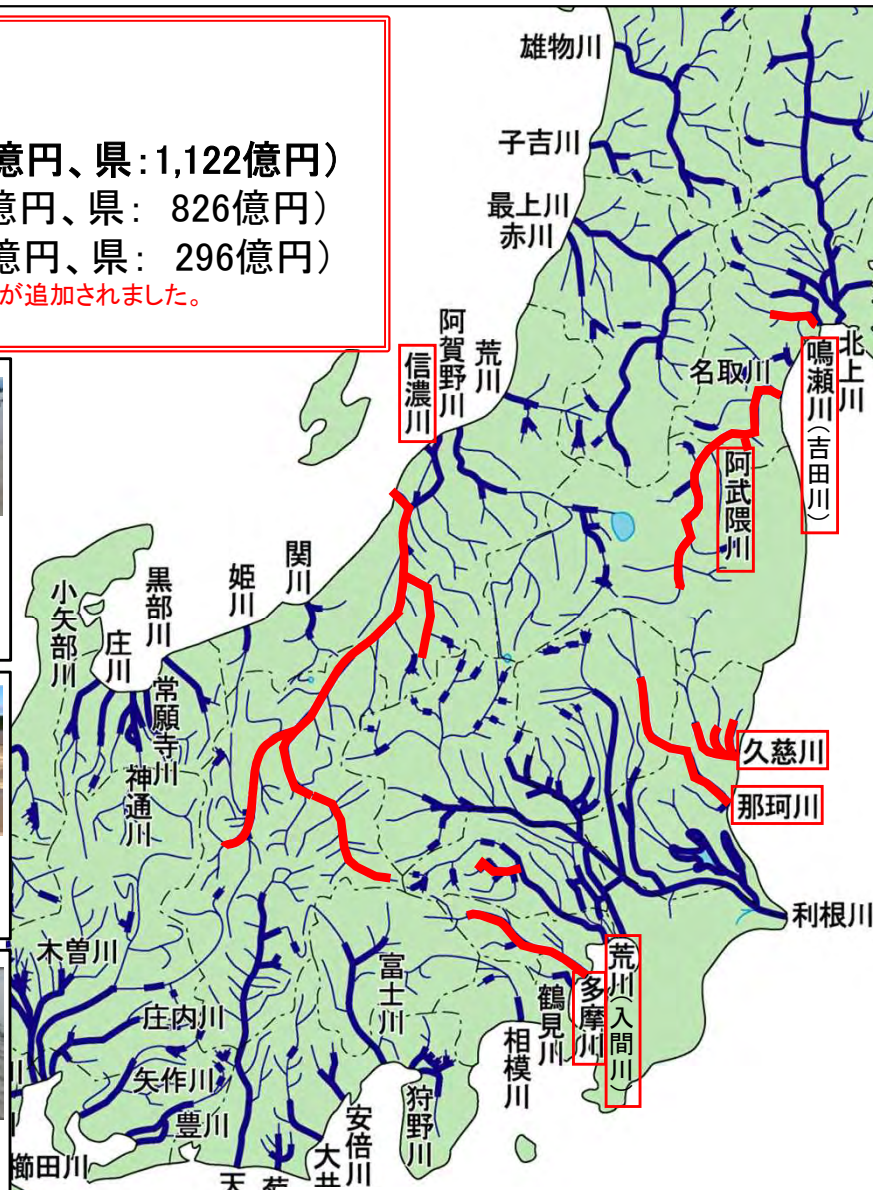 億円、県：1,122億円）
億円、県： 826億円）
億円、県： 296億円）
が追加されました。
雄物川
子吉川
最上川
赤川
荒川
阿賀野川
信濃川
名取川
北上川
鳴瀬川（吉田川）
阿武隈川
関川
姫川
黒部川
常願寺川
神通川
庄川
小矢部川
久慈川
那珂川
利根川
荒川（入間川）
多摩川
鶴見川
相模川
富士川
狩野川
安倍川
大井
木曽川
庄内川
矢作川
豊川
櫛田川
天
川